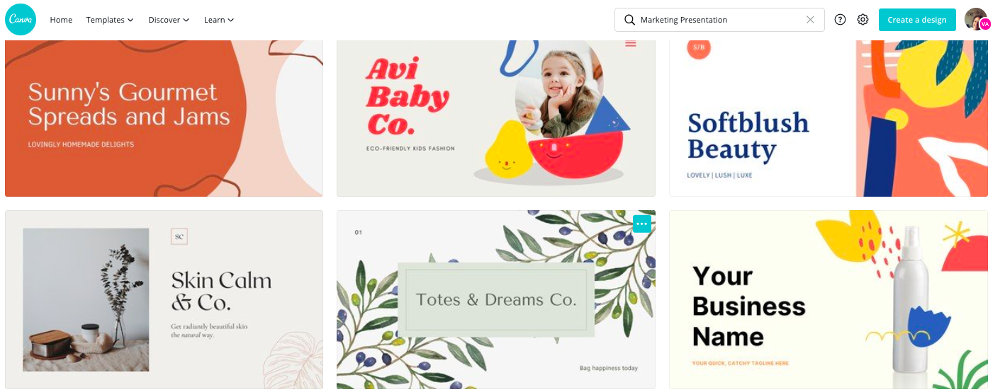 Canva
Home
Templates
Discover
Learn
Marketing Presentation
Create a design
VA
Sunny's Gourmet
Spreads and Jams
LOVINGLY HOMEMADE DELIGHTS
Avi
Baby
Co.
ECO-FRIENDLY KIDS FASHION
S/B
Softblush
Beauty
LOVELY | LUSH | LUXE
SC
Skin Calm
& Co.
Get radiantly beautiful skin
the natural way.
01
Totes & Dreams Co.
Bag happiness today
Your
Business
Name
YOUR QUICK, CATCHY TAGLINE HERE